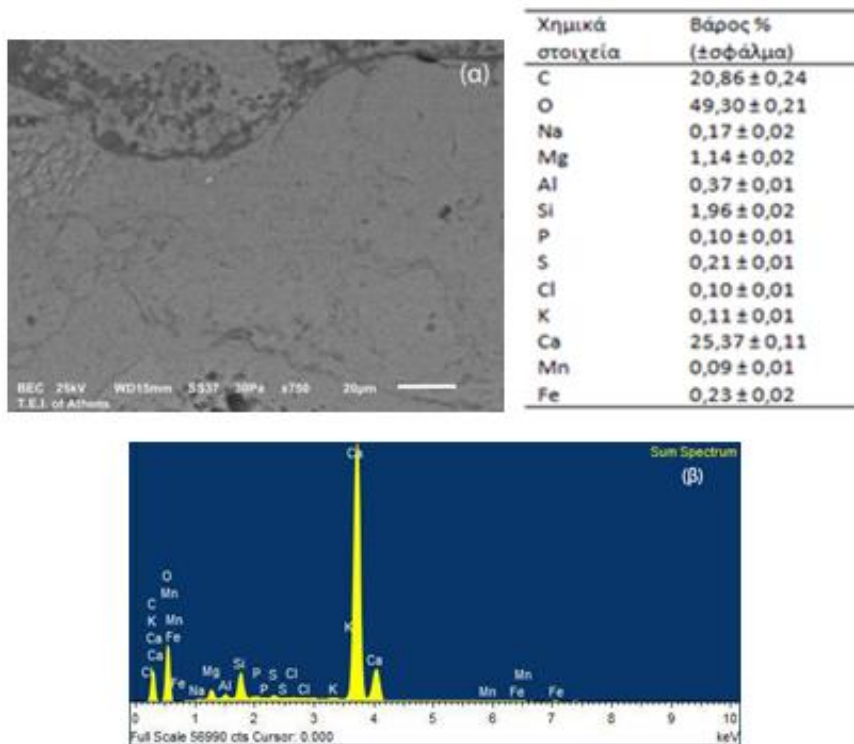 (α)
BEC 25kV WD15mm SS37 30Pa x750 20μm
T.E.I. of Athens
Χημικά στοιχεία Βάρος % (±σφάλμα)
C 20,86 ± 0,24
O 49,30 ± 0,21
Na 0,17 ± 0,02
Mg 1,14 ± 0,02
Al 0,37 ± 0,01
Si 1,96 ± 0,02
P 0,10 ± 0,01
S 0,21 ± 0,01
Cl 0,10 ± 0,01
K 0,11 ± 0,01
Ca 25,37 ± 0,11
Mn 0,09 ± 0,01
Fe 0,23 ± 0,02
Ca Sum Spectrum
(β)
O
C Mn
K Mn K
Ca Fe
Ca Mg Si P S Cl Ca
Cl Fe Na Al P S Cl K Mn Fe Fe
Mn
0 1 2 3 4 5 6 7 8 9 10
Full Scale 56990 cts Cursor: 0.000 keV